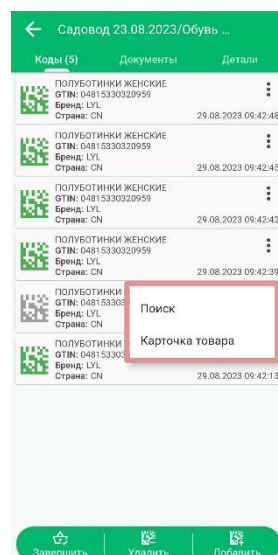 Садовод 23.08.2023/Обувь ...
Коды (5) Документы Детали
ПОЛУБОТИНКИ ЖЕНСКИЕ
GTIN: 04815330320959
Бренд: LYL
Страна: CN 29.08.2023 09:42:48
ПОЛУБОТИНКИ ЖЕНСКИЕ
GTIN: 04815330320959
Бренд: LYL
Страна: CN 29.08.2023 09:42:45
ПОЛУБОТИНКИ ЖЕНСКИЕ
GTIN: 04815330320959
Бренд: LYL
Страна: CN 29.08.2023 09:42:42
ПОЛУБОТИНКИ ЖЕНСКИЕ
GTIN: 04815330320959
Бренд: LYL
Страна: CN 29.08.2023 09:42:39
ПОЛУБОТИНКИ
GTIN: 048153303
Бренд: LYL
Страна: CN
Поиск
Карточка товара
ПОЛУБОТИНКИ
GTIN: 048153303
Бренд: LYL
Страна: CN 29.08.2023 09:42:13
Завершить Удалить Добавить